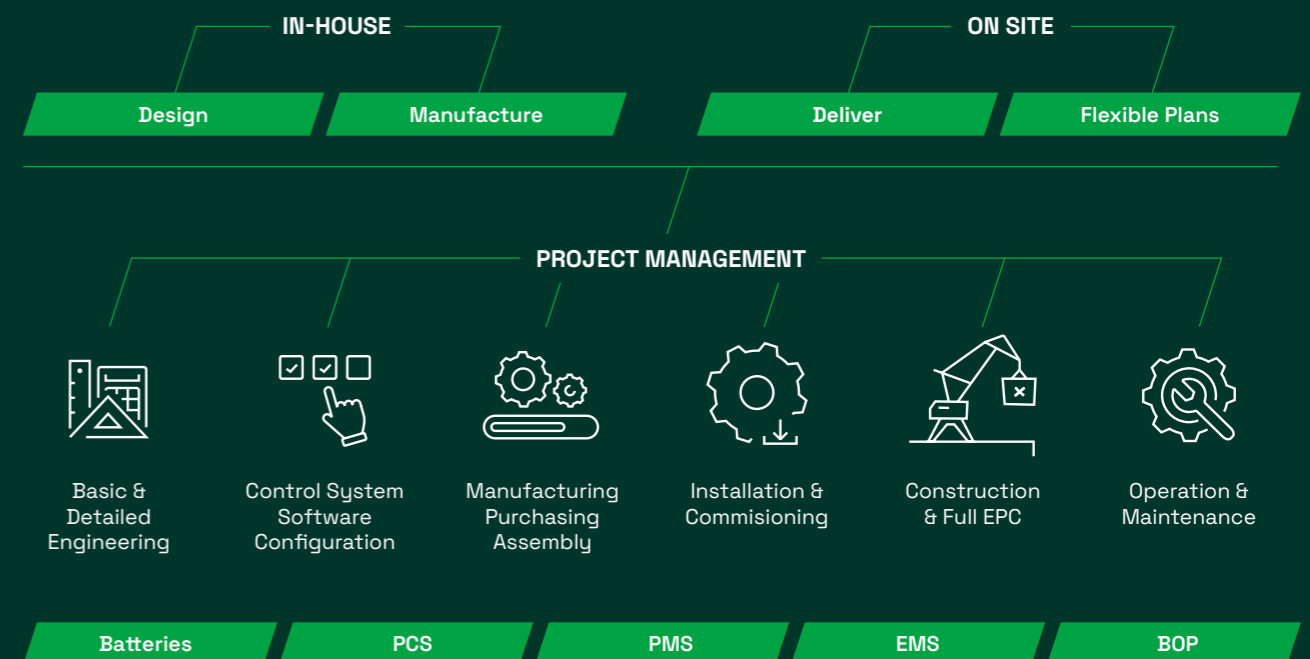 IN-HOUSE
ON SITE
Design
Manufacture
Deliver
Flexible Plans
PROJECT MANAGEMENT
Basic &
Detailed
Engineering
Control System
Software
Configuration
Manufacturing
Purchasing
Assembly
Installation &
Commisioning
Construction
& Full EPC
Operation &
Maintenance
Batteries
PCS
PMS
EMS
BOP